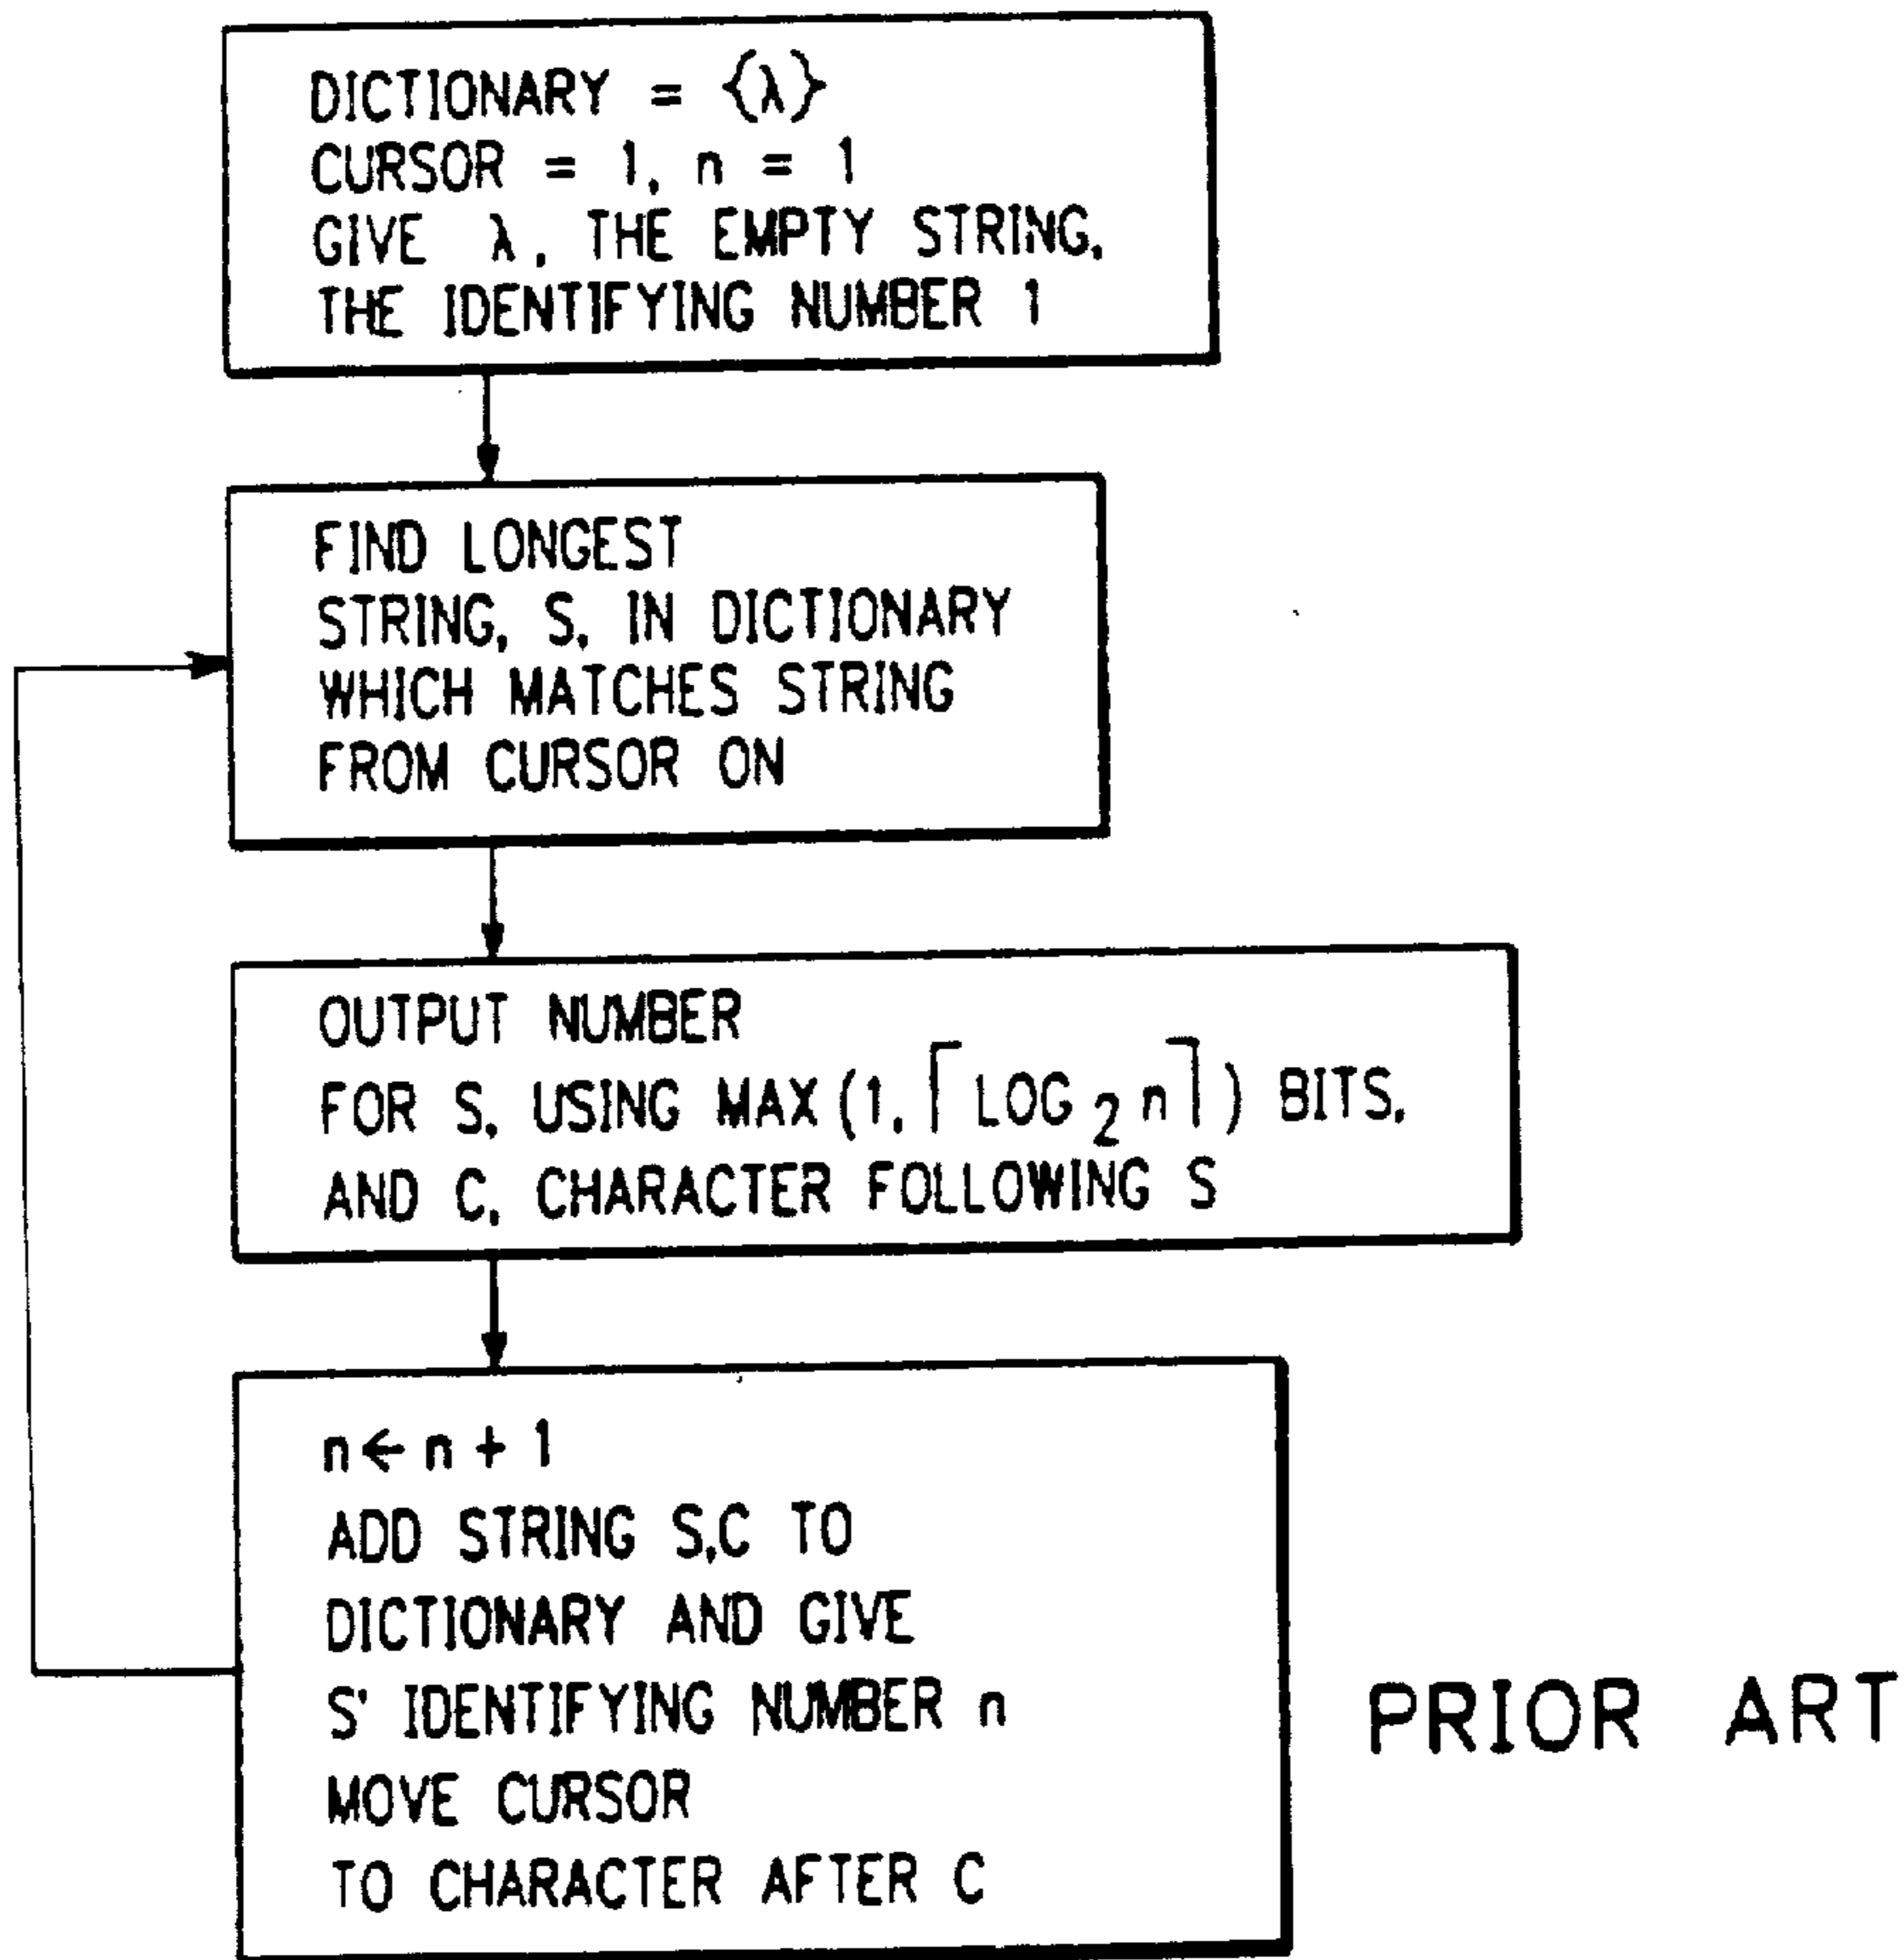 DICTIONARY = {λ}
CURSOR = 1, n = 1
GIVE λ, THE EMPTY STRING,
THE IDENTIFYING NUMBER 1
FIND LONGEST
STRING, S, IN DICTIONARY
WHICH MATCHES STRING
FROM CURSOR ON
OUTPUT NUMBER
FOR S, USING MAX (1, ⌈ LOG ₂ n ⌉ ) BITS,
AND C, CHARACTER FOLLOWING S
n ← n + 1
ADD STRING S,C TO
DICTIONARY AND GIVE
S' IDENTIFYING NUMBER n
MOVE CURSOR
TO CHARACTER AFTER C
PRIOR ART